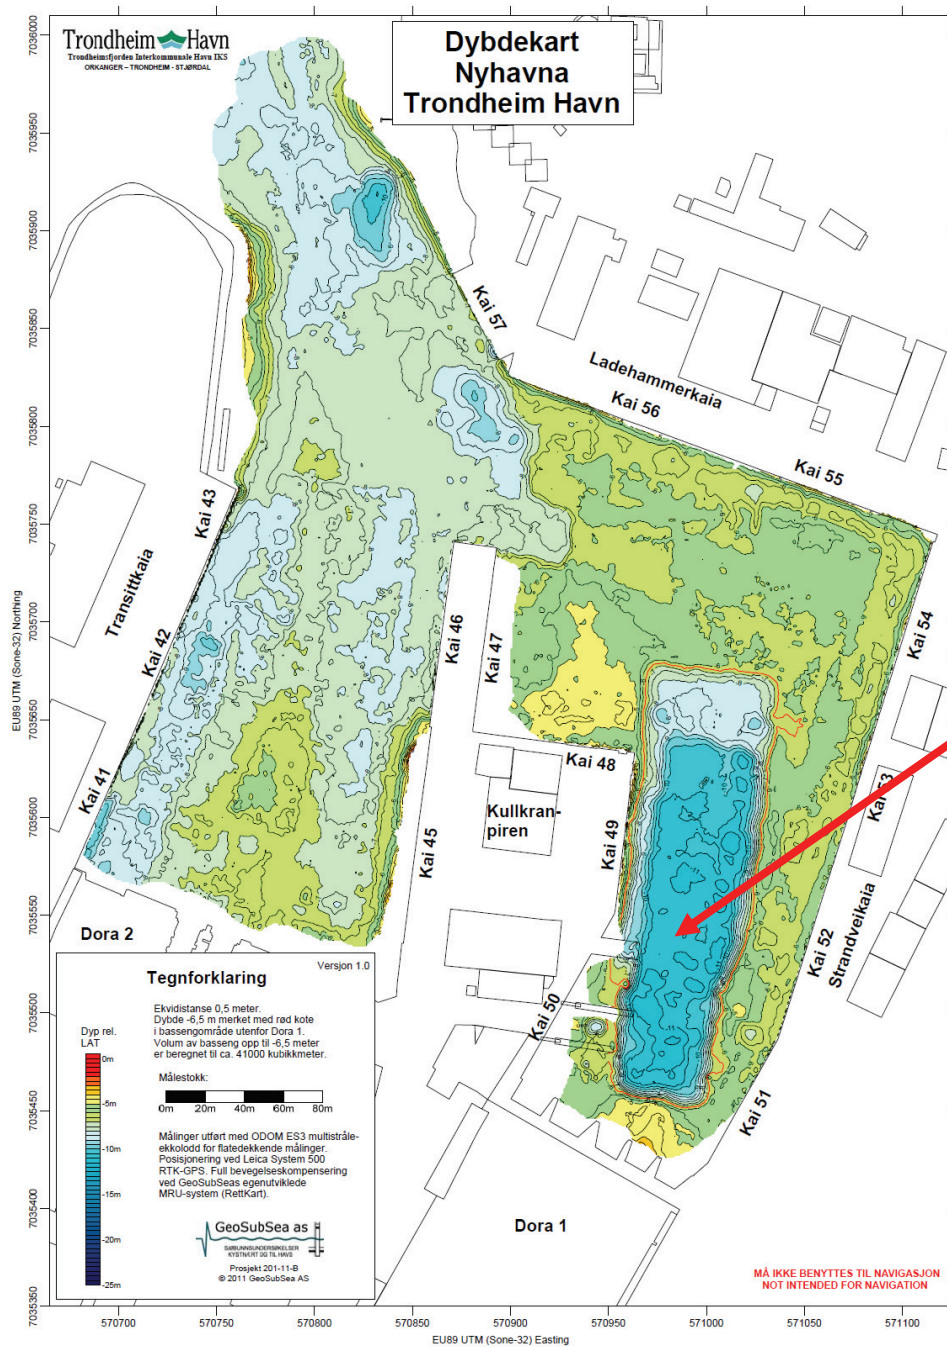 Trondheim Havn
Trondheimsfjorden Interkommunale Havn IKS
ORKANGER – TRONDHEIM - STJØRDAL
Dybdekart
Nyhavna
Trondheim Havn
7036000
7035950
7035900
7035850
7035800
7035750
7035700
7035650
7035600
7035550
7035500
7035450
7035400
7035350
EU89 UTM (Sone-32) Northing
Kai 57
Ladehammerkaia
Kai 56
Kai 55
Kai 43
Transittkaia
Kai 42
Kai 46
Kai 47
Kai 54
Kai 41
Kai 48
Kullkran-
piren
Kai 53
Kai 49
Kai 45
Dora 2
Kai 52
Strandveikaia
Kai 50
Kai 51
Dora 1
Versjon 1.0
Tegnforklaring
Ekvidistanse 0,5 meter.
Dybde -6,5 m merket med rød kote
i bassengområde utenfor Dora 1.
Volum av basseng opp til -6,5 meter
er beregnet til ca. 41000 kubikkmeter.
Dyp rel.
LAT
0m
-5m
-10m
-15m
-20m
-25m
Målestokk:
0m 20m 40m 60m 80m
Målinger utført med ODOM ES3 multistråle-
ekkolodd for flatedekkende målinger.
Posisjonering ved Leica System 500
RTK-GPS. Full bevegelseskompensering
ved GeoSubSeas egenutviklede
MRU-system (RettKart).
GeoSubSea as
SJØBUNNSUNDERSØKELSER
KYSTNÆRT OG TIL HAVS
Prosjekt 201-11-B
© 2011 GeoSubSea AS
MÅ IKKE BENYTTES TIL NAVIGASJON
NOT INTENDED FOR NAVIGATION
570700 570750 570800 570850 570900 570950 571000 571050 571100
EU89 UTM (Sone-32) Easting